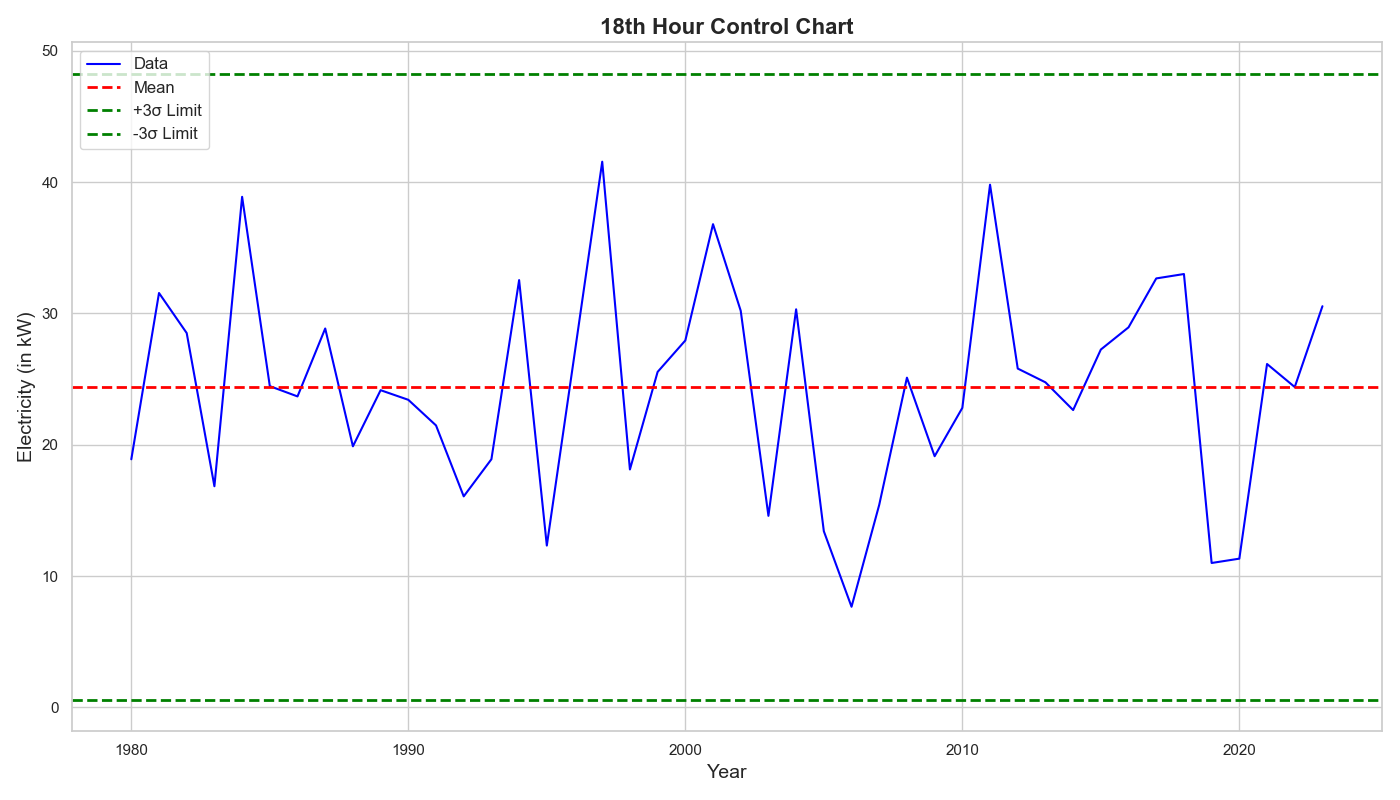 18th Hour Control Chart
Data
Mean
+3σ Limit
-3σ Limit
Electricity (in kW)
50
40
30
20
10
0
1980 1990 2000 2010 2020
Year